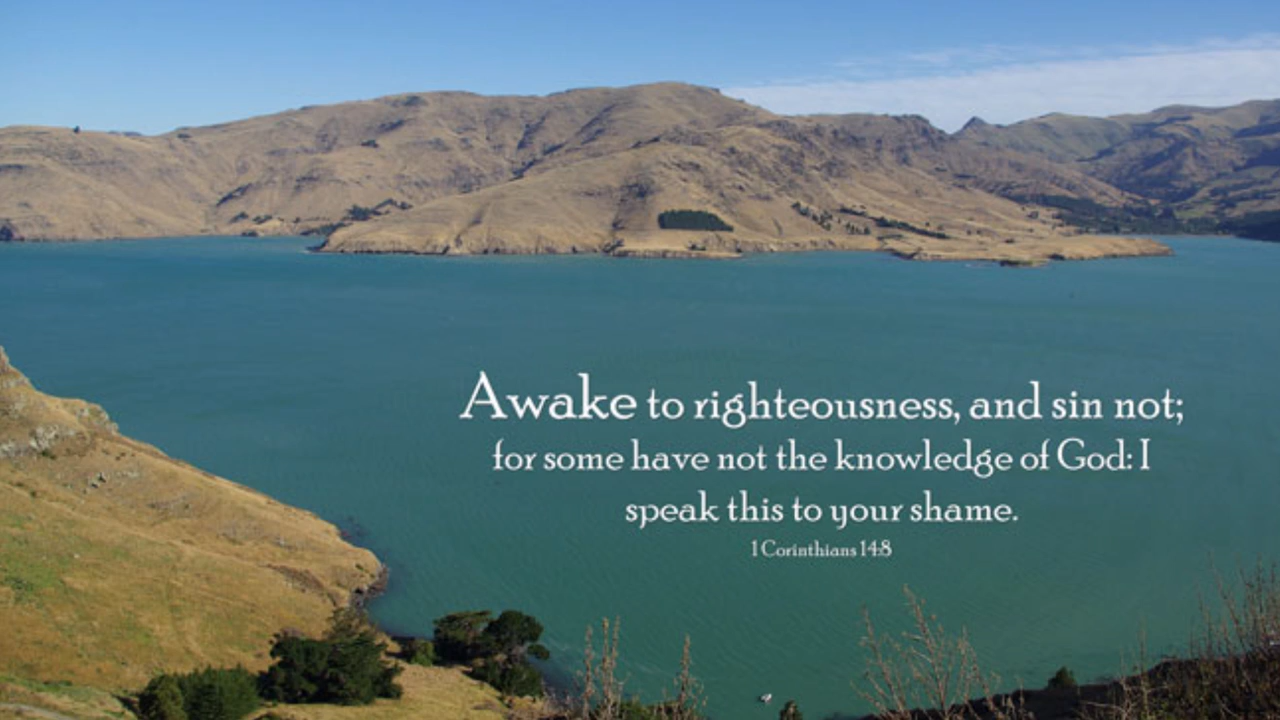 Awake to righteousness, and sin not;
for some have not the knowledge of God: I
speak this to your shame.
1 Corinthians 14:8